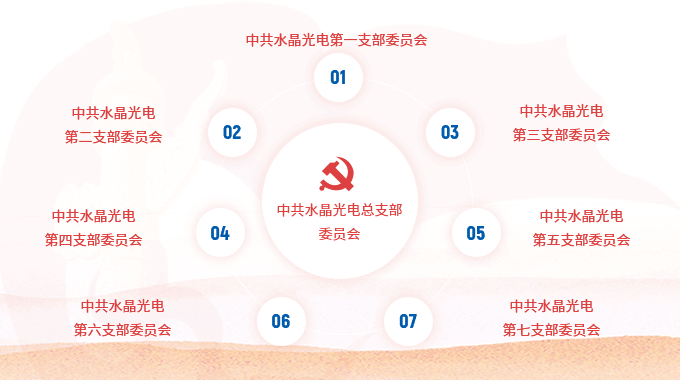 中共水晶光电第一支部委员会
01
中共水晶光电
第二支部委员会
02
03
中共水晶光电
第三支部委员会
中共水晶光电总支部
委员会
中共水晶光电
第四支部委员会
04
05
中共水晶光电
第五支部委员会
中共水晶光电
第六支部委员会
06
07
中共水晶光电
第七支部委员会